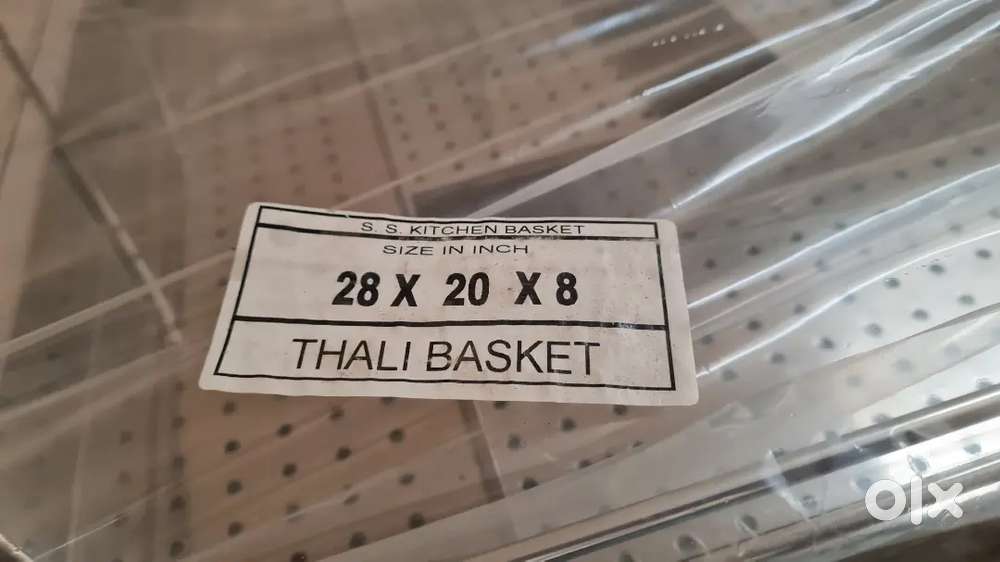 S. S. KITCHEN BASKET
SIZE IN INCH
28 X 20 X 8
THALI BASKET
olx